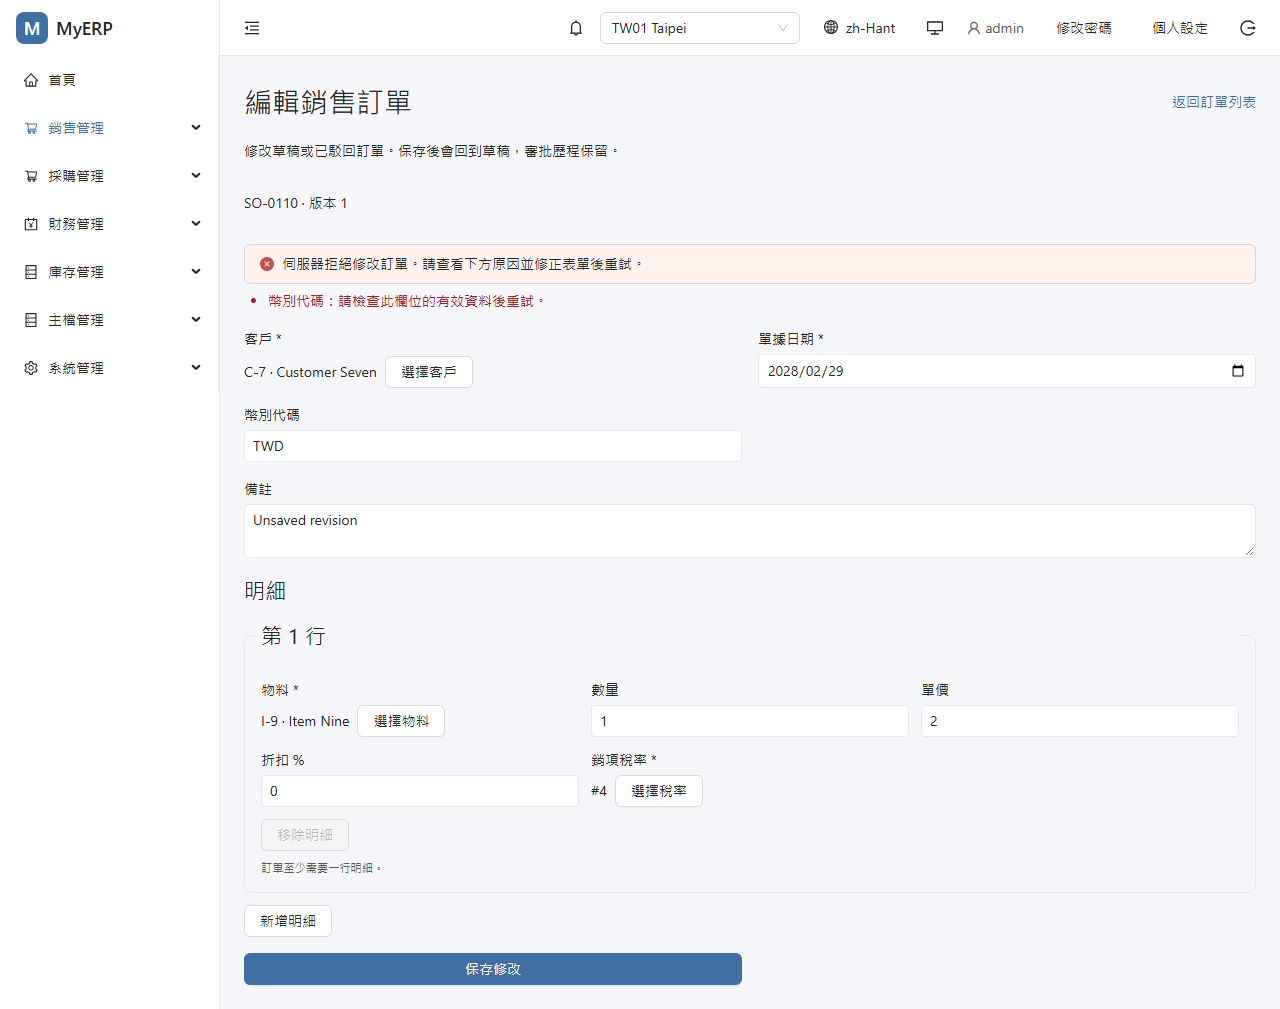 M MyERP
TW01 Taipei
zh-Hant
admin
修改密碼
個人設定
首頁
銷售管理
採購管理
財務管理
庫存管理
主檔管理
系統管理
編輯銷售訂單
返回訂單列表
修改草稿或已駁回訂單。保存後會回到草稿，審批歷程保留。
SO-0110 · 版本 1
伺服器拒絕修改訂單。請查看下方原因並修正表單後重試。
幣別代碼：請檢查此欄位的有效資料後重試。
客戶 *
單據日期 *
C-7 · Customer Seven 選擇客戶
2028/02/29
幣別代碼
TWD
備註
Unsaved revision
明細
第 1 行
物料 *
數量
單價
I-9 · Item Nine 選擇物料
1
2
折扣 %
銷項稅率 *
0
#4 選擇稅率
移除明細
訂單至少需要一行明細。
新增明細
保存修改